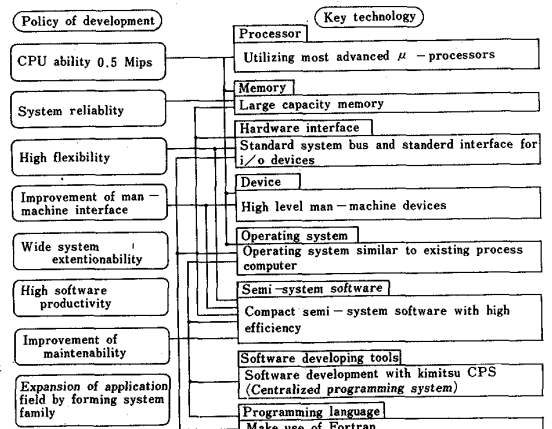 Policy of development
CPU ability 0.5 Mips
System reliablity
High flexibility
Improvement of man-
machine interface
Wide system
extentionability
High software
productivity
Improvement of
maintenability
Expansion of application
field by forming system
family
Key technology
Processor
Utilizing most advanced μ-processors
Memory
Large capacity memory
Hardware interface
Standard system bus and standerd interface for
i/o devices
Device
High level man-machine devices
Operating system
Operating system similar to existing process
computer
Semi-system software
Compact semi-system software with high
efficiency
Software developing tools
Software development with kimitsu CPS
(Centralized programming system)
Programming language
Make use of Fortran